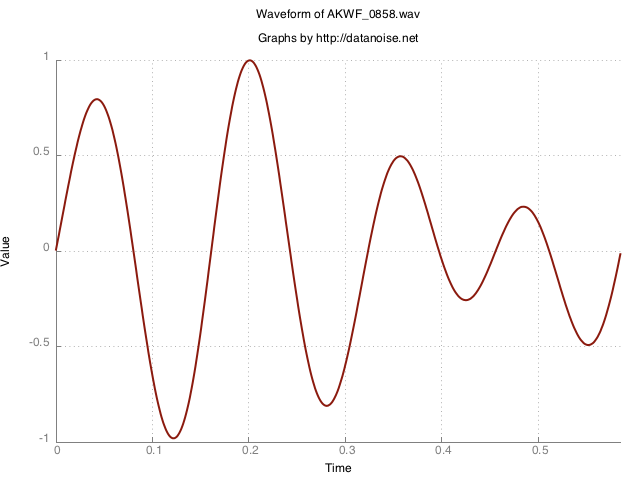 Waveform of AKWF_0858.wav
Graphs by http://datanoise.net
1
0.5
0
-0.5
-1
Value
0 0.1 0.2 0.3 0.4 0.5
Time